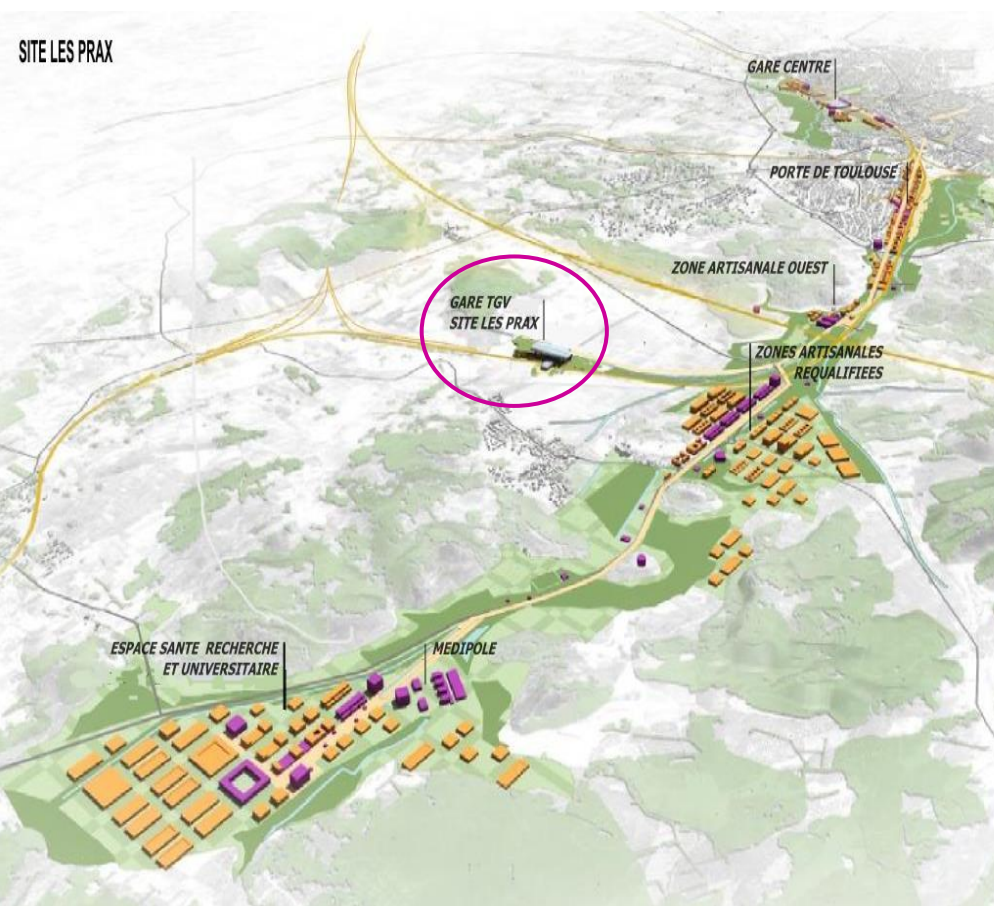 SITE LES PRAX
GARE CENTRE
PORTE DE TOULOUSE
ZONE ARTISANALE OUEST
GARE TGV
SITE LES PRAX
ZONES ARTISANALES
REQUALIFIEES
ESPACE SANTE RECHERCHE
ET UNIVERSITAIRE
MEDIPOLE